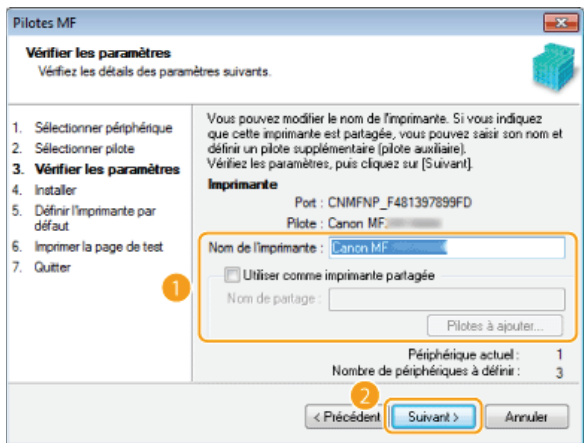 Pilotes MF
Vérifier les paramètres
Vérifiez les détails des paramètres suivants.
1. Sélectionner périphérique
2. Sélectionner pilote
3. Vérifier les paramètres
4. Installer
5. Définir l'imprimante par
défaut
6. Imprimer la page de test
7. Quitter
Vous pouvez modifier le nom de l'imprimante. Si vous indiquez
que cette imprimante est partagée, vous pouvez saisir son nom et
définir un pilote supplémentaire (pilote auxiliaire).
Vérifiez les paramètres, puis cliquez sur [Suivant].
Imprimante
Port : CNMFNP_F481397899FD
Pilote : Canon MF
Nom de l'imprimante : Canon MF
1
Utiliser comme imprimante partagée
Nom de partage :
Pilotes à ajouter...
Périphérique actuel : 1
Nombre de périphériques à définir : 3
2
< Précédent
Suivant >
Annuler